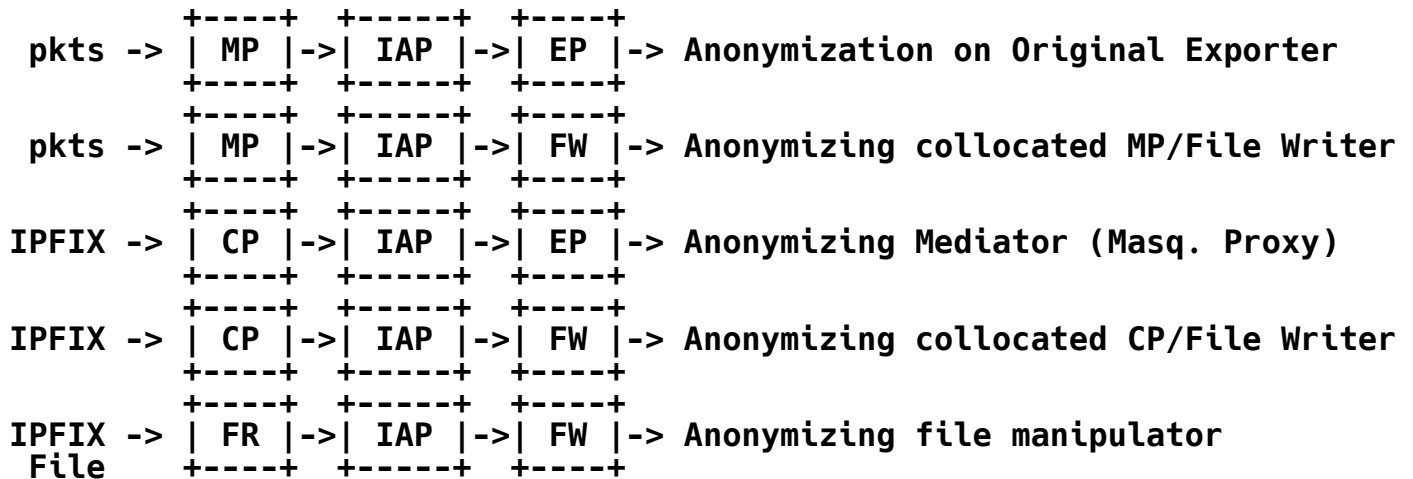 +----+  +-----+  +----+
 pkts -> | MP |->| IAP |->| EP |-> Anonymization on Original Exporter
         +----+  +-----+  +----+
         +----+  +-----+  +----+
 pkts -> | MP |->| IAP |->| FW |-> Anonymizing collocated MP/File Writer
         +----+  +-----+  +----+
         +----+  +-----+  +----+
IPFIX -> | CP |->| IAP |->| EP |-> Anonymizing Mediator (Masq. Proxy)
         +----+  +-----+  +----+
         +----+  +-----+  +----+
IPFIX -> | CP |->| IAP |->| FW |-> Anonymizing collocated CP/File Writer
         +----+  +-----+  +----+
         +----+  +-----+  +----+
IPFIX -> | FR |->| IAP |->| FW |-> Anonymizing file manipulator
 File    +----+  +-----+  +----+